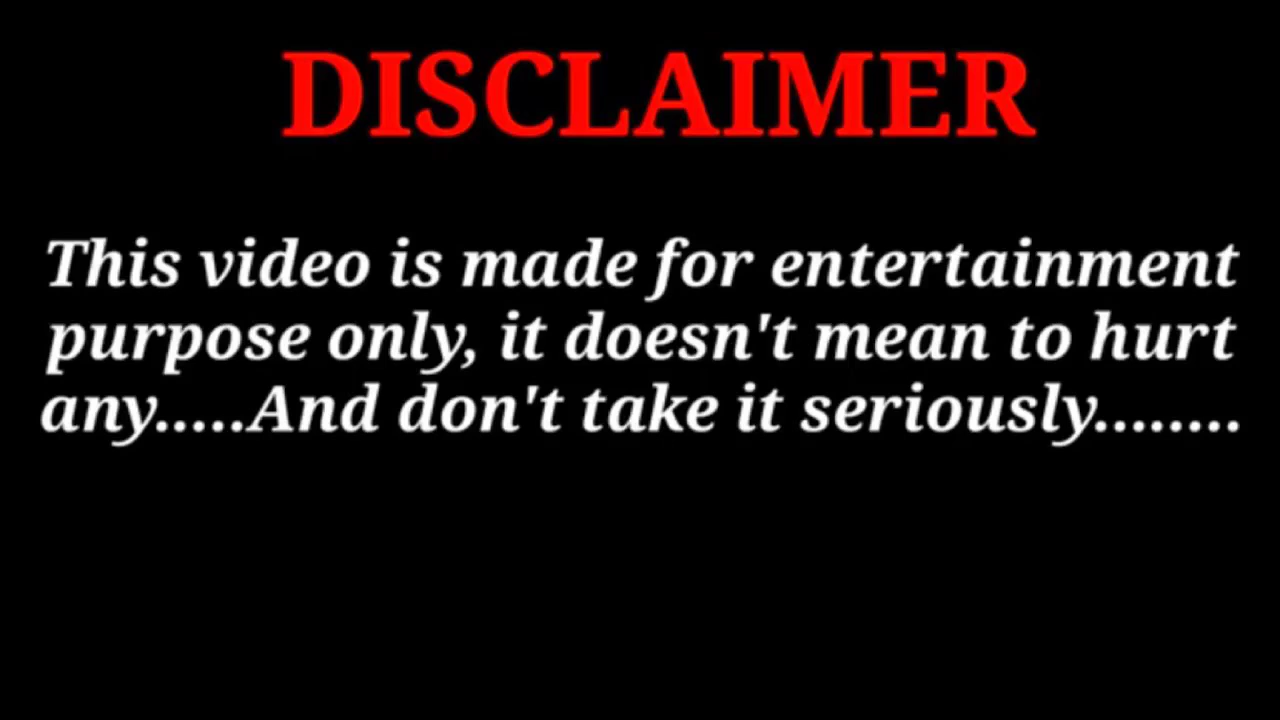 DISCLAIMER
This video is made for entertainment
purpose only, it doesn't mean to hurt
any.....And don't take it seriously........